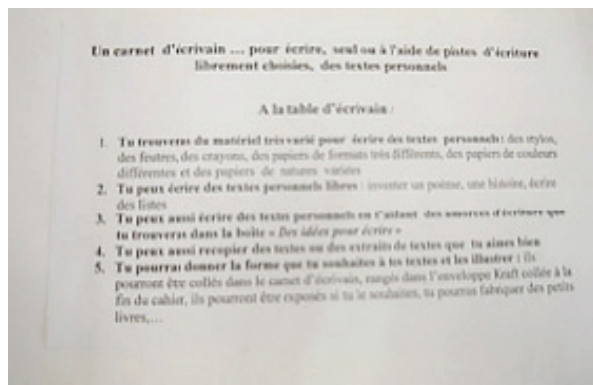 Un carnet d'écrivain ... pour écrire, seul ou à l'aide de pistes d'écriture
librement choisies, des textes personnels
A la table d'écrivain :
1. Tu trouveras du matériel très varié pour écrire des textes personnels : des stylos,
des feutres, des crayons, des papiers de formats très différents, des papiers de couleurs
différentes et des papiers de natures variées
2. Tu peux écrire des textes personnels libres : inventer un poème, une histoire, écrire
des listes
3. Tu peux aussi écrire des textes personnels en t'aidant des amorces d'écriture que
tu trouveras dans la boîte « Des idées pour écrire »
4. Tu peux aussi recopier des textes ou des extraits de textes que tu aimes bien
5. Tu pourras donner la forme que tu souhaites à tes textes et les illustrer : ils
pourront être collés dans le carnet d'écrivain, rangés dans l'enveloppe Kraft collée à la
fin du cahier, ils pourront être exposés si tu le souhaites, tu pourras fabriquer des petits
livres,...